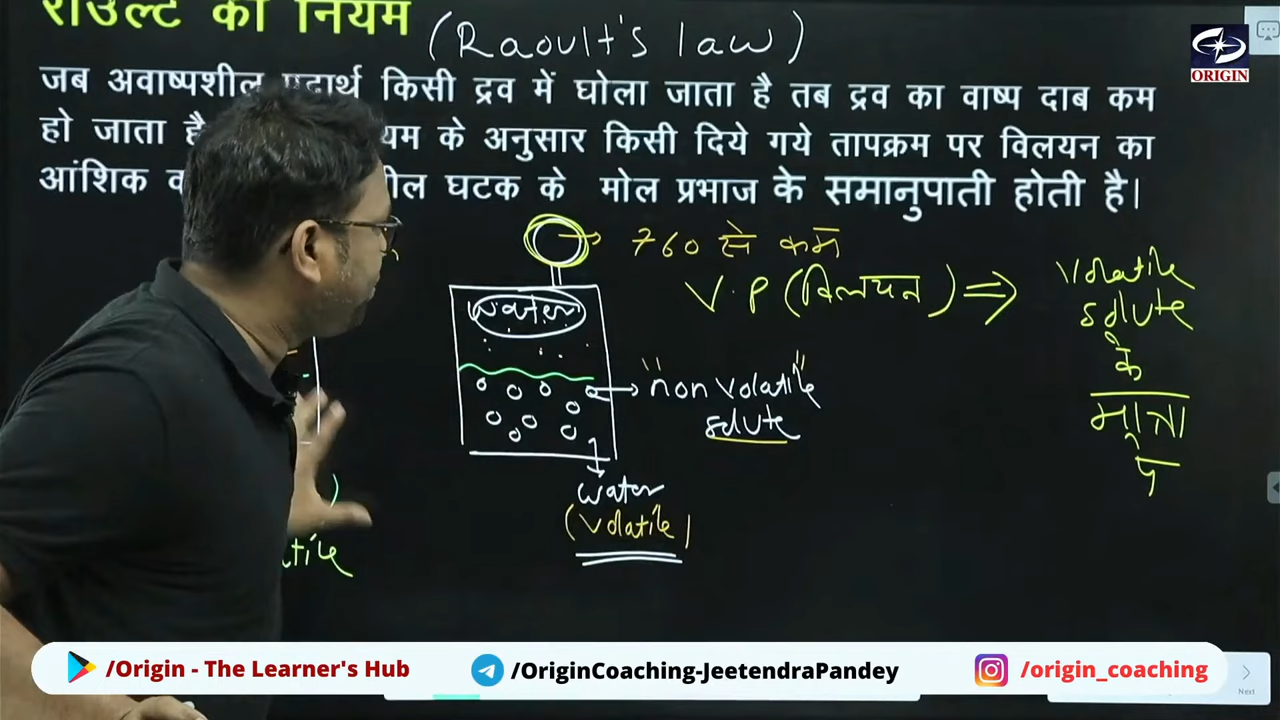 राउल्ट का नियम (Raoult's law)
ORIGIN
जब अवाष्पशील पदार्थ किसी द्रव में घोला जाता है तब द्रव का वाष्प दाब कम
हो जाता है के अनुसार किसी दिये गये तापक्रम पर विलयन का
आंशिक घटक के मोल प्रभाज के समानुपाती होती है।
760 से कम
V.P (विलयन) ⇒
volatile
solute
के
मात्रा
पे
water
"non volatile"
solute
water
(volatile)
/Origin - The Learner's Hub
/OriginCoaching-JeetendraPandey
/origin_coaching
Next